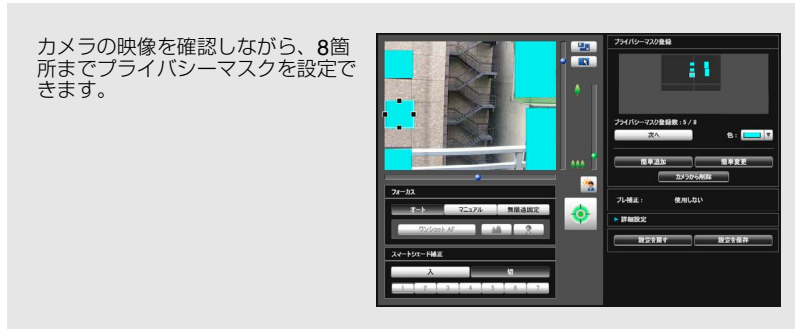 カメラの映像を確認しながら、8箇
所までプライバシーマスクを設定で
きます。
プライバシーマスク登録
プライバシーマスク登録数：5 / 8
次へ
色：
簡単追加
簡単変更
カメラから削除
ブレ補正：
使用しない
詳細設定
設定を戻す
設定を保存
フォーカス
オート
マニュアル
無限遠固定
ワンショット AF
スマートシェード補正
入
切
1 2 3 4 5 6 7